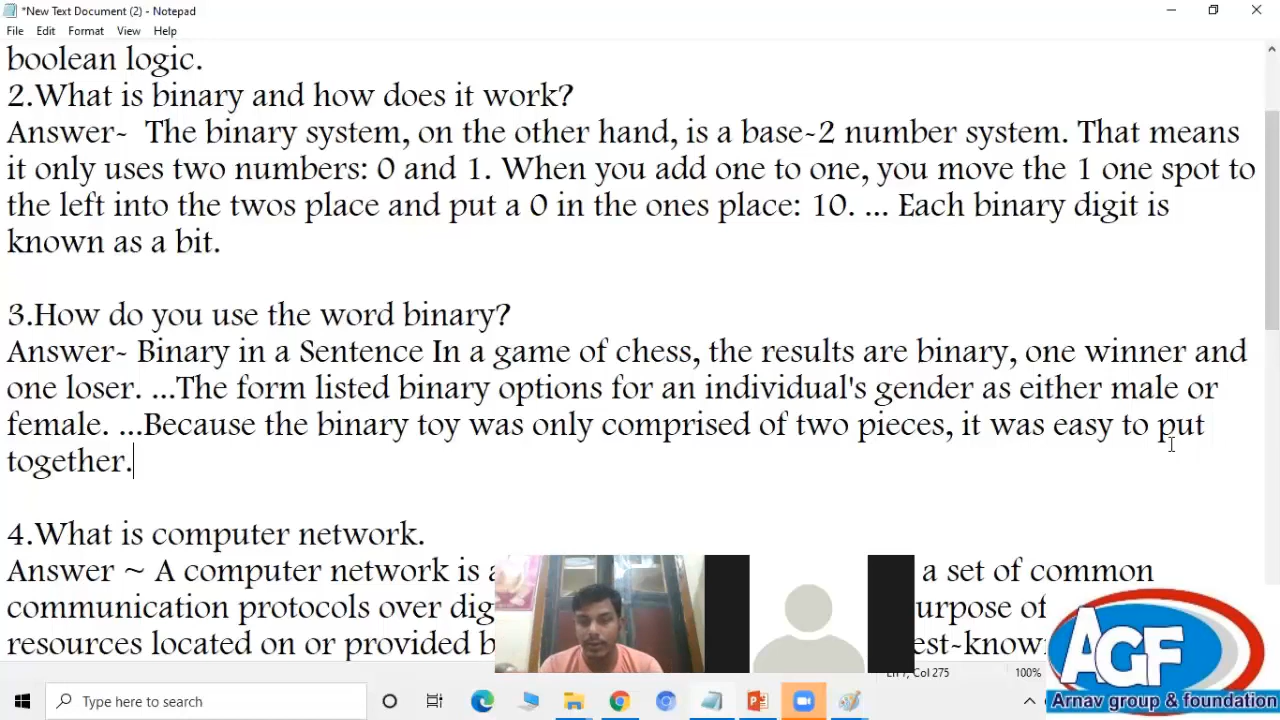 *New Text Document (2) - Notepad
File Edit Format View Help
boolean logic.
2.What is binary and how does it work?
Answer- The binary system, on the other hand, is a base-2 number system. That means
it only uses two numbers: 0 and 1. When you add one to one, you move the 1 one spot to
the left into the twos place and put a 0 in the ones place: 10. ... Each binary digit is
known as a bit.
3.How do you use the word binary?
Answer- Binary in a Sentence In a game of chess, the results are binary, one winner and
one loser. ...The form listed binary options for an individual's gender as either male or
female. ...Because the binary toy was only comprised of two pieces, it was easy to put
together.
4.What is computer network.
Answer ~ A computer network is a set of common
communication protocols over dig urpose of
resources located on or provided b est-known
Ln 7, Col 275 100%
AGF
Arnav group & foundation
Type here to search